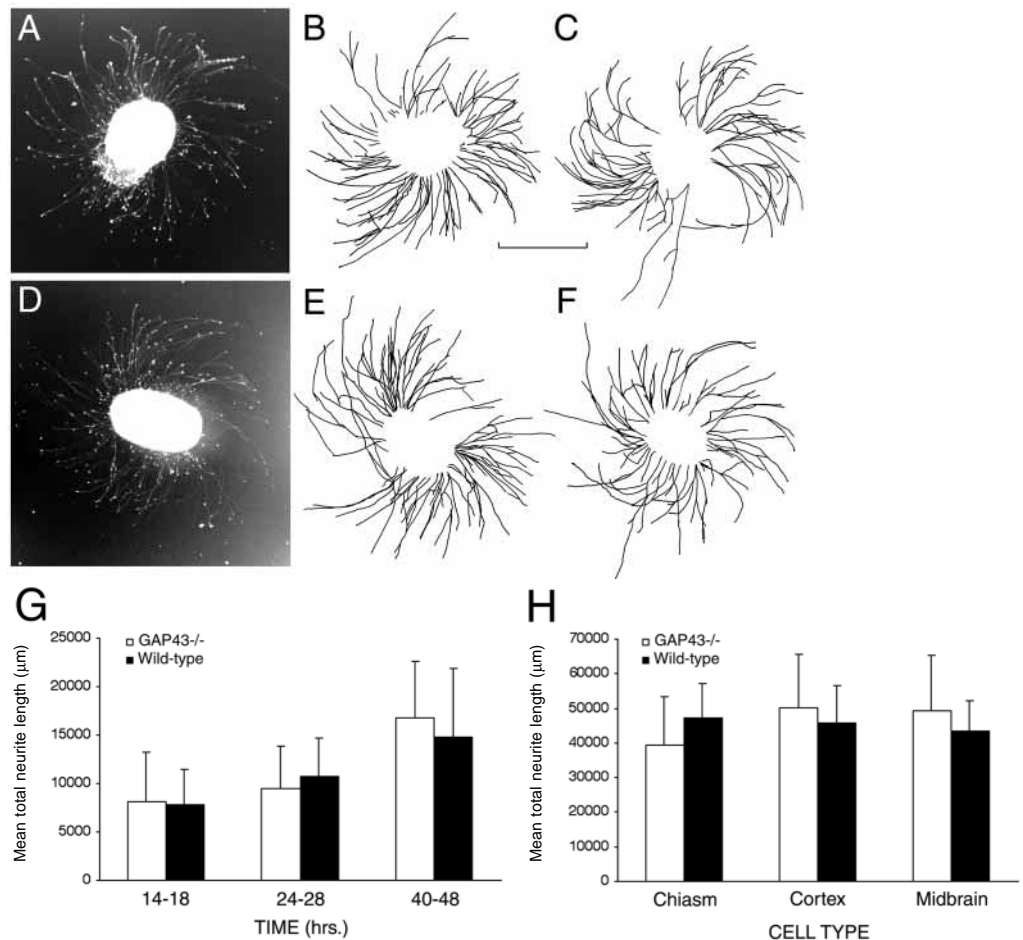 A
B
C
D
E
F
G
Mean total neurite length (µm)
25000
20000
15000
10000
5000
0
GAP43-/-
Wild-type
14-18
24-28
40-48
TIME (hrs.)
H
Mean total neurite length (µm)
70000
60000
50000
40000
30000
20000
10000
0
GAP43-/-
Wild-type
Chiasm
Cortex
Midbrain
CELL TYPE